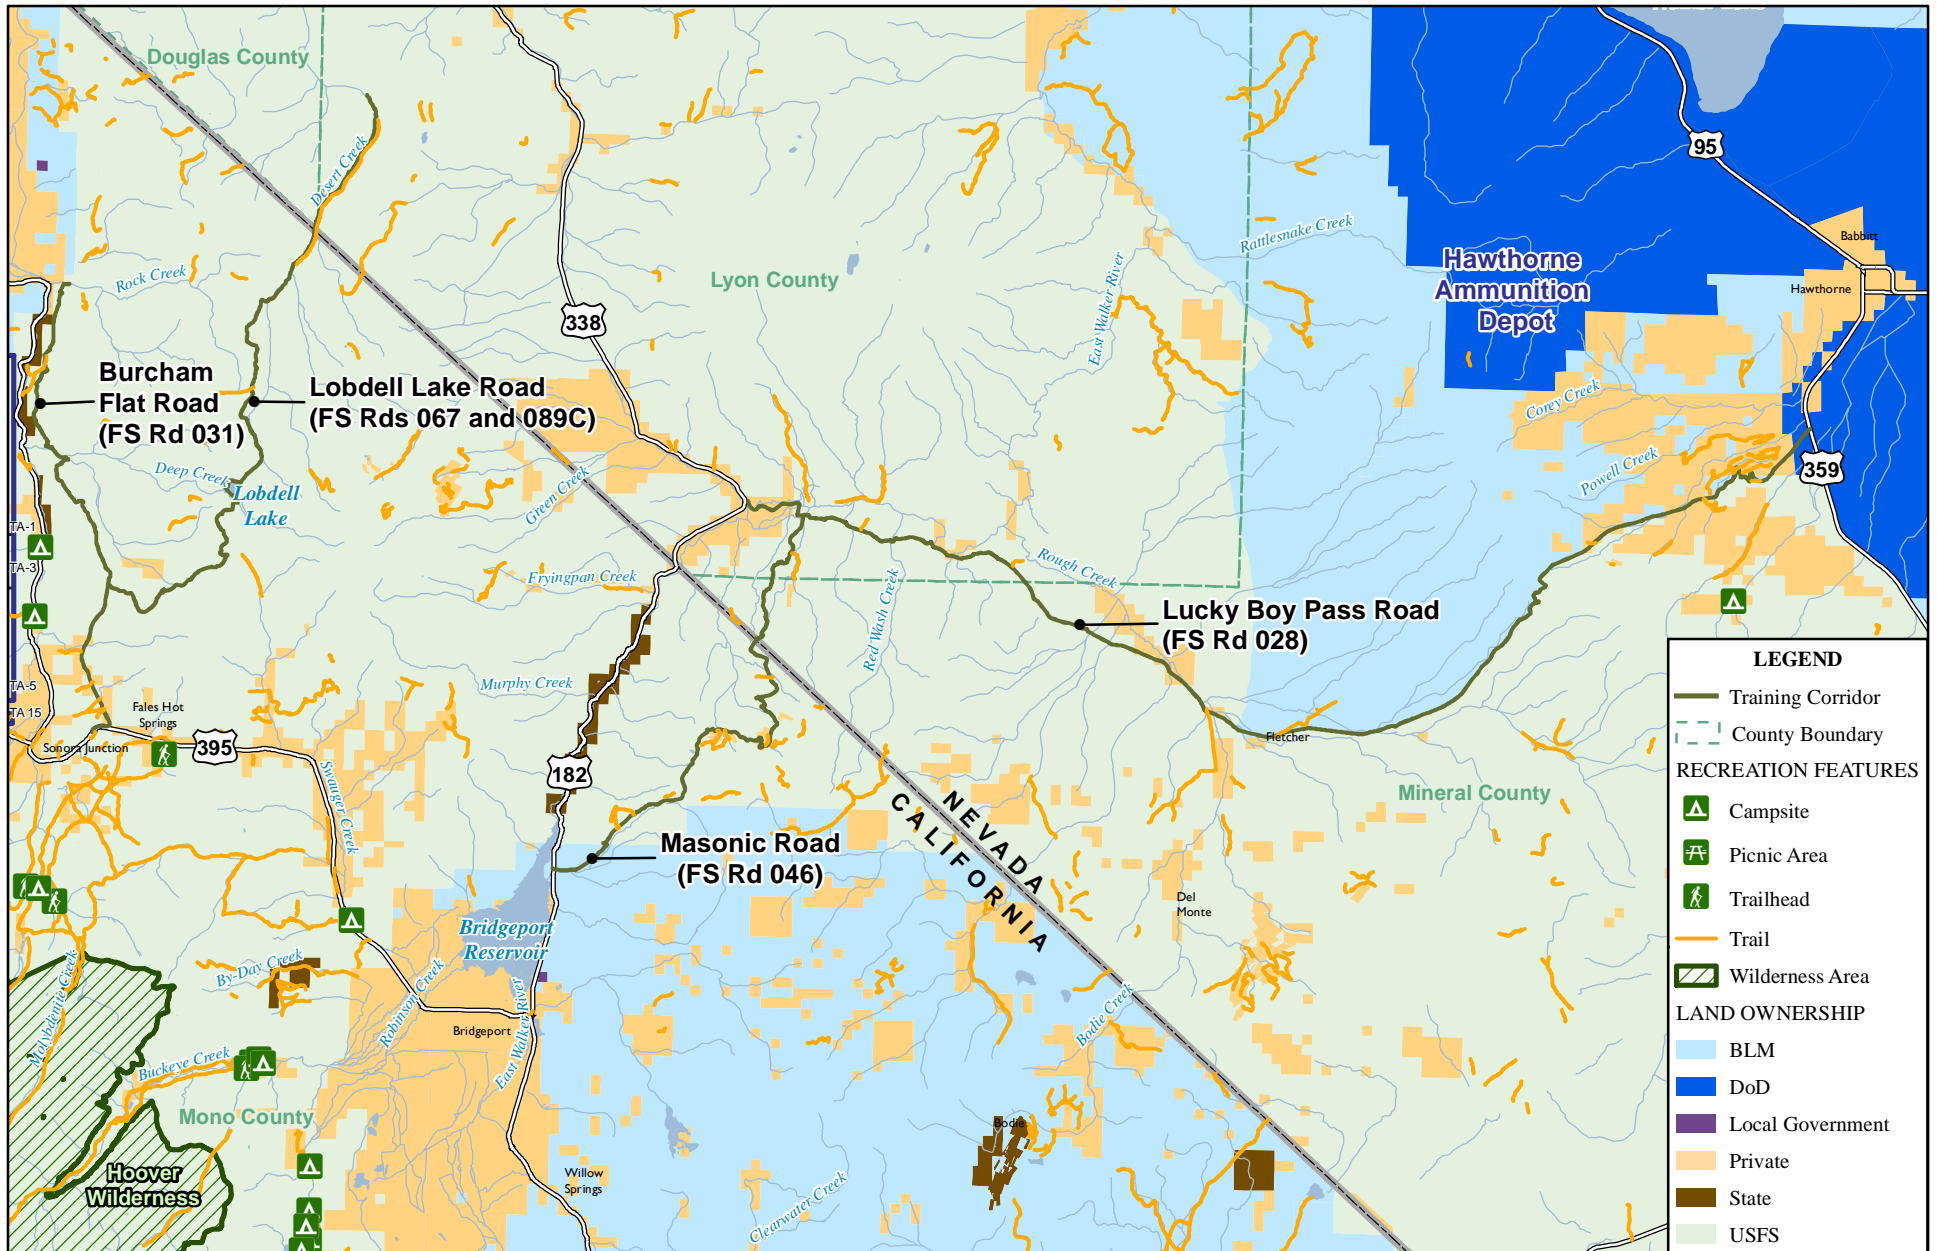 Douglas County
Desert Creek
95
Rattlesnake Creek
Babbitt
Rock Creek
Lyon County
East Walker River
Hawthorne
Ammunition
Depot
Hawthorne
338
Burcham
Flat Road
(FS Rd 031)
Lobdell Lake Road
(FS Rds 067 and 089C)
Corey Creek
Deep Creek
Lobdell
Lake
Green Creek
Powell Creek
359
TA-1
TA-3
Fryingpan Creek
Red Wash Creek
Rough Creek
Lucky Boy Pass Road
(FS Rd 028)
TA-5
TA 15
Murphy Creek
Fales Hot
Springs
Sonora Junction
395
Fletcher
182
Swauger Creek
NEVADA
CALIFORNIA
Mineral County
Masonic Road
(FS Rd 046)
Del
Monte
Bridgeport
Reservoir
By-Day Creek
Robinson Creek
Molybdenite Creek
Bridgeport
East Walker River
Bodie Creek
Buckeye Creek
Mono County
Bodie
Hoover
Wilderness
Willow
Springs
Clearwater Creek
LEGEND
Training Corridor
County Boundary
RECREATION FEATURES
Campsite
Picnic Area
Trailhead
Trail
Wilderness Area
LAND OWNERSHIP
BLM
DoD
Local Government
Private
State
USFS